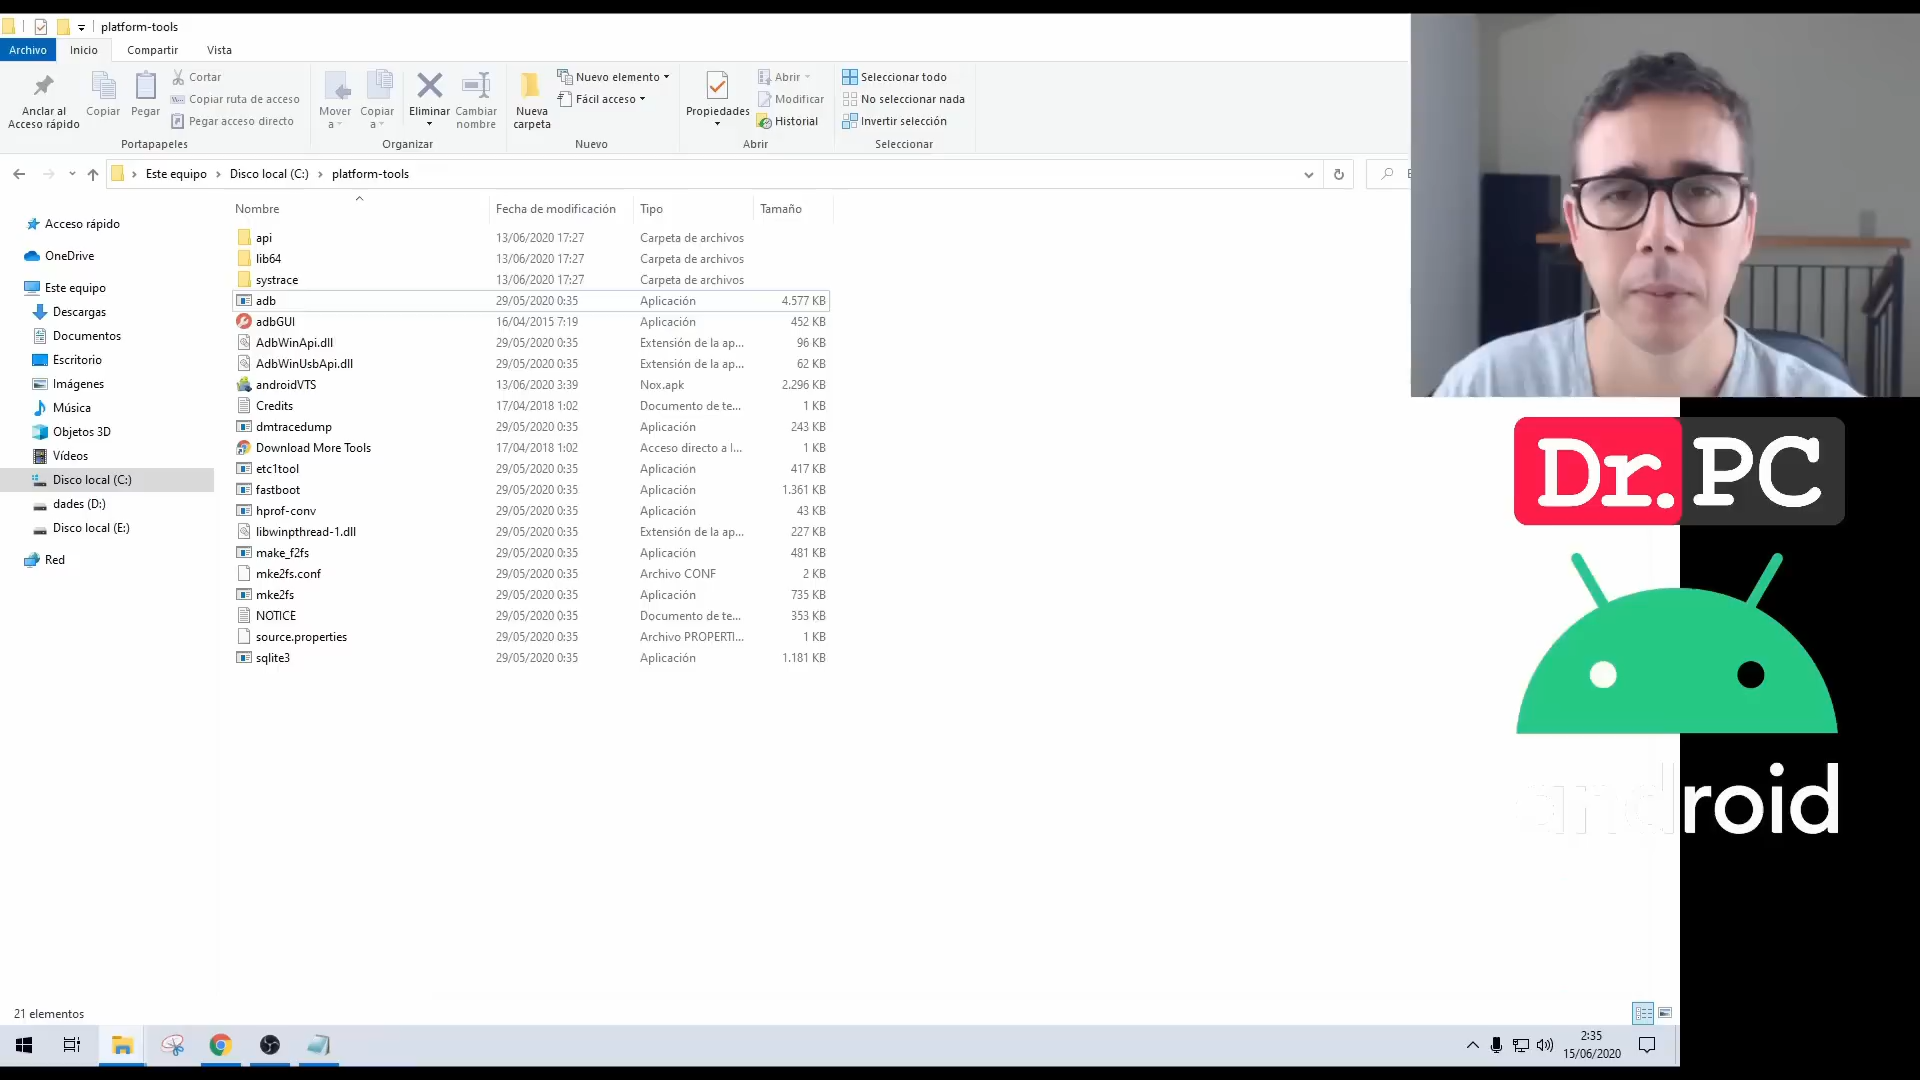 platform-tools
Archivo Inicio Compartir Vista
Anclar al Acceso rápido
Copiar
Pegar
Cortar
Copiar ruta de acceso
Pegar acceso directo
Portapapeles
Mover a
Copiar a
Eliminar
Cambiar nombre
Organizar
Nueva carpeta
Nuevo elemento
Fácil acceso
Nuevo
Propiedades
Abrir
Modificar
Historial
Abrir
Seleccionar todo
No seleccionar nada
Invertir selección
Seleccionar
Este equipo > Disco local (C:) > platform-tools
Acceso rápido
OneDrive
Este equipo
Descargas
Documentos
Escritorio
Imágenes
Música
Objetos 3D
Vídeos
Disco local (C:)
dades (D:)
Disco local (E:)
Red
Nombre Fecha de modificación Tipo Tamaño
api 13/06/2020 17:27 Carpeta de archivos
lib64 13/06/2020 17:27 Carpeta de archivos
systrace 13/06/2020 17:27 Carpeta de archivos
adb 29/05/2020 0:35 Aplicación 4.577 KB
adbGUI 16/04/2015 7:19 Aplicación 452 KB
AdbWinApi.dll 29/05/2020 0:35 Extensión de la ap... 96 KB
AdbWinUsbApi.dll 29/05/2020 0:35 Extensión de la ap... 62 KB
androidVTS 13/06/2020 3:39 Nox.apk 2.296 KB
Credits 17/04/2018 1:02 Documento de te... 1 KB
dmtracedump 29/05/2020 0:35 Aplicación 243 KB
Download More Tools 17/04/2018 1:02 Acceso directo a I... 1 KB
etc1tool 29/05/2020 0:35 Aplicación 417 KB
fastboot 29/05/2020 0:35 Aplicación 1.361 KB
hprof-conv 29/05/2020 0:35 Aplicación 43 KB
libwinpthread-1.dll 29/05/2020 0:35 Extensión de la ap... 227 KB
make_f2fs 29/05/2020 0:35 Aplicación 481 KB
mke2fs.conf 29/05/2020 0:35 Archivo CONF 2 KB
mke2fs 29/05/2020 0:35 Aplicación 735 KB
NOTICE 29/05/2020 0:35 Documento de te... 353 KB
source.properties 29/05/2020 0:35 Archivo PROPERTI... 1 KB
sqlite3 29/05/2020 0:35 Aplicación 1.181 KB
21 elementos
Dr. PC
android
2:35
15/06/2020